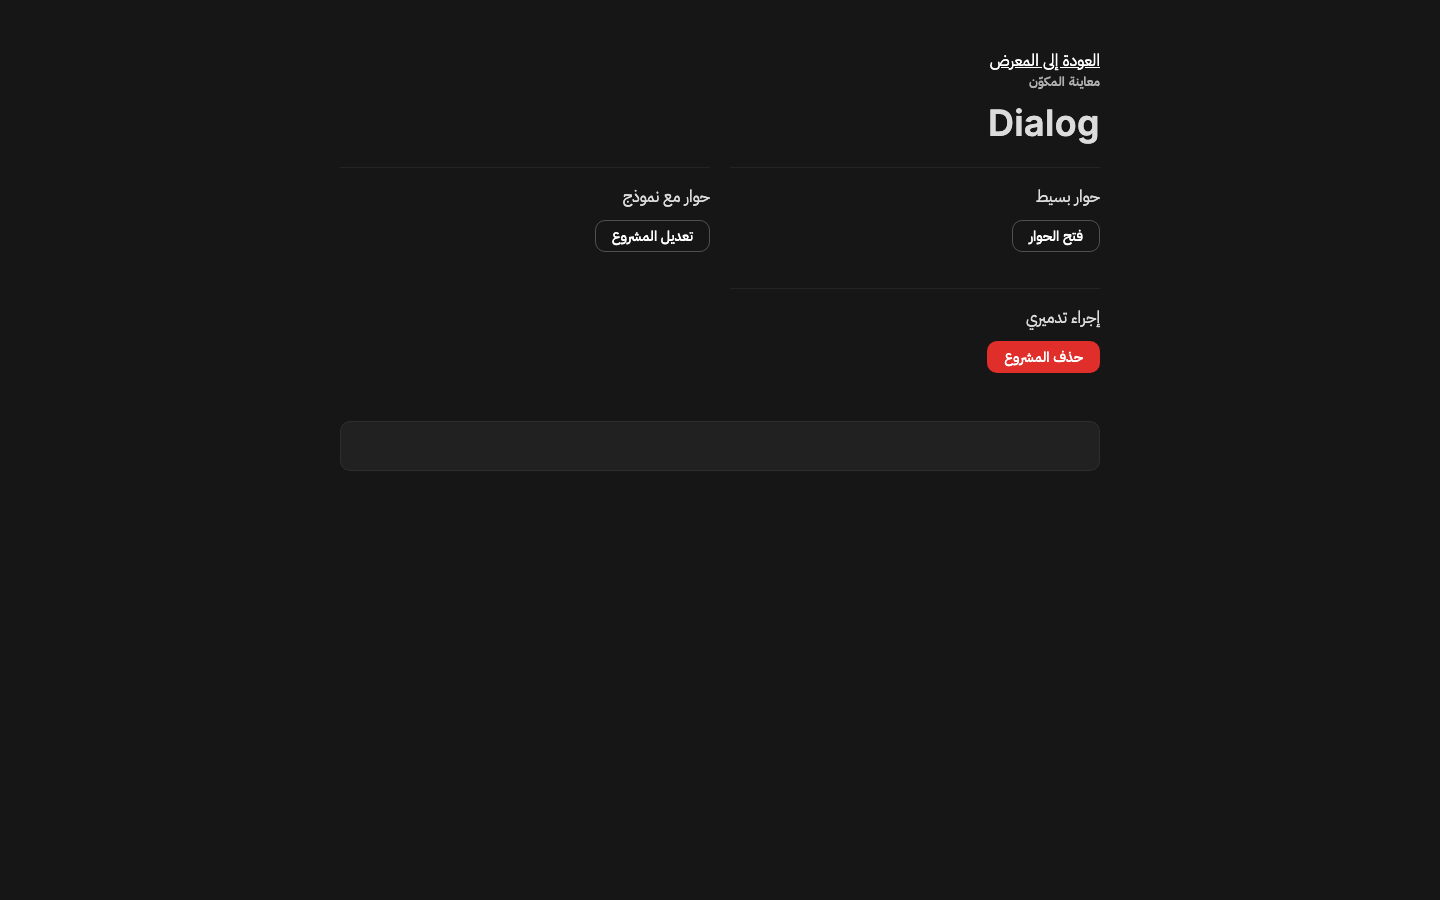 العودة إلى المعرض
معاينة المكوّن
Dialog
حوار بسيط
فتح الحوار
حوار مع نموذج
تعديل المشروع
إجراء تدميري
حذف المشروع